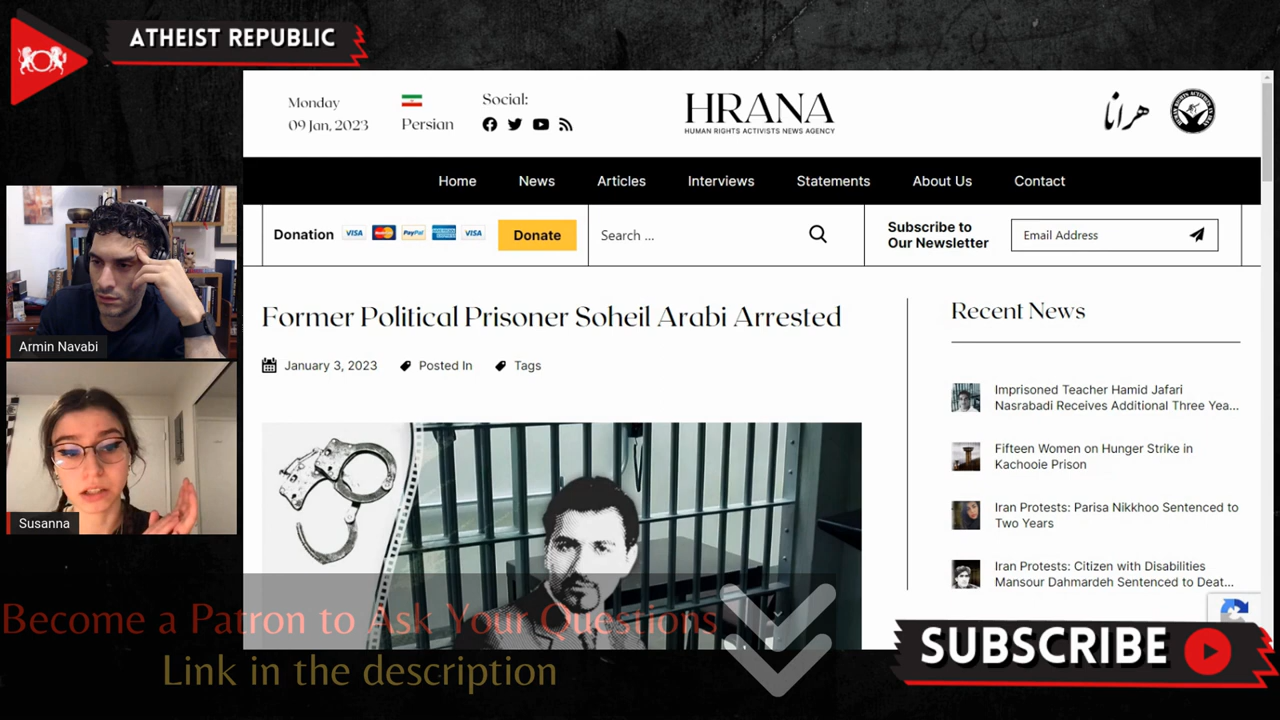 ATHEIST REPUBLIC
Monday
09 Jan, 2023
Persian
Social:
HRANA
HUMAN RIGHTS ACTIVISTS NEWS AGENCY
هرانا
Home News Articles Interviews Statements About Us Contact
Donation VISA PayPal VISA Donate
Search ...
Subscribe to
Our Newsletter
Email Address
Former Political Prisoner Soheil Arabi Arrested
January 3, 2023 Posted In Tags
Recent News
Imprisoned Teacher Hamid Jafari
Nasrabadi Receives Additional Three Yea...
Fifteen Women on Hunger Strike in
Kachooie Prison
Iran Protests: Parisa Nikkhoo Sentenced to
Two Years
Iran Protests: Citizen with Disabilities
Mansour Dahmardeh Sentenced to Deat...
Armin Navabi
Susanna
Become a Patron to Ask Your Questions
Link in the description
SUBSCRIBE